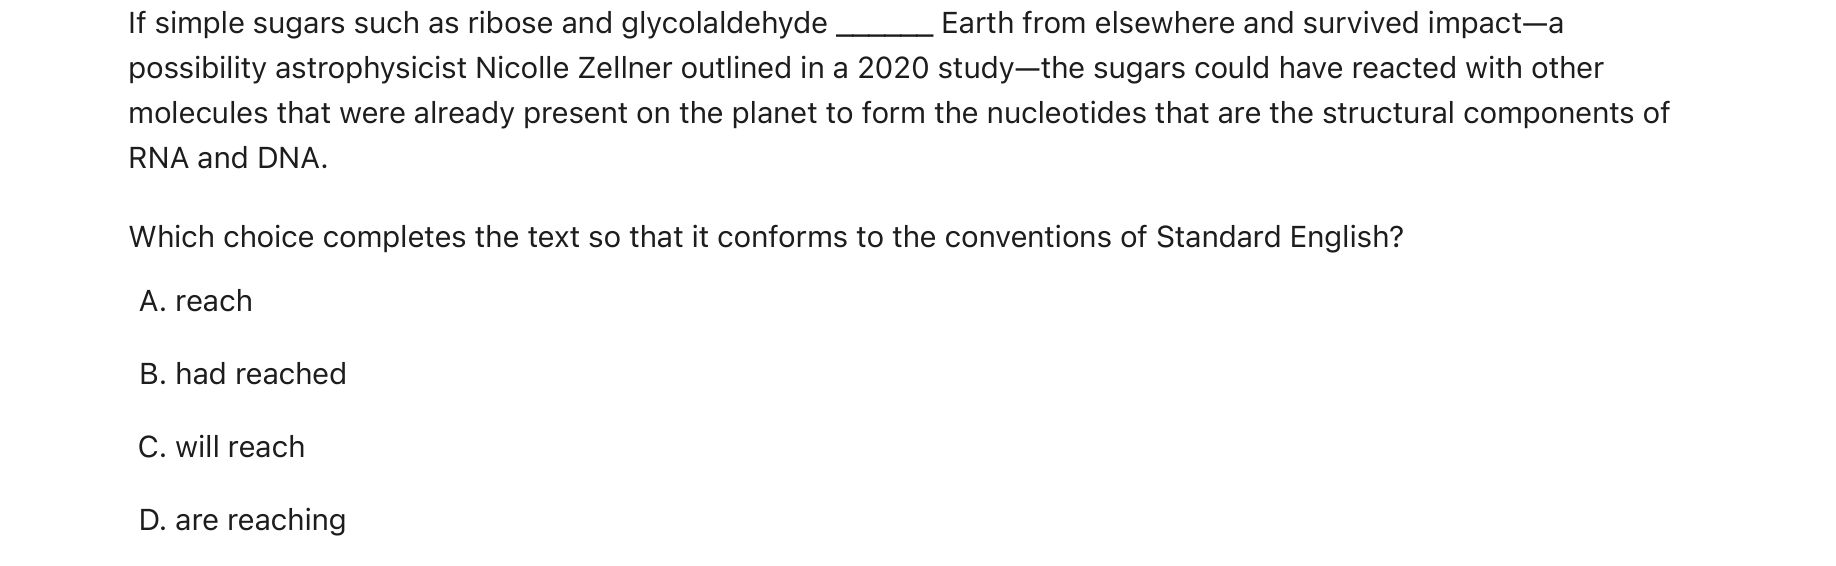 If simple sugars such as ribose and glycolaldehyde ______ Earth from elsewhere and survived impact—a
possibility astrophysicist Nicolle Zellner outlined in a 2020 study—the sugars could have reacted with other
molecules that were already present on the planet to form the nucleotides that are the structural components of
RNA and DNA.
Which choice completes the text so that it conforms to the conventions of Standard English?
A. reach
B. had reached
C. will reach
D. are reaching